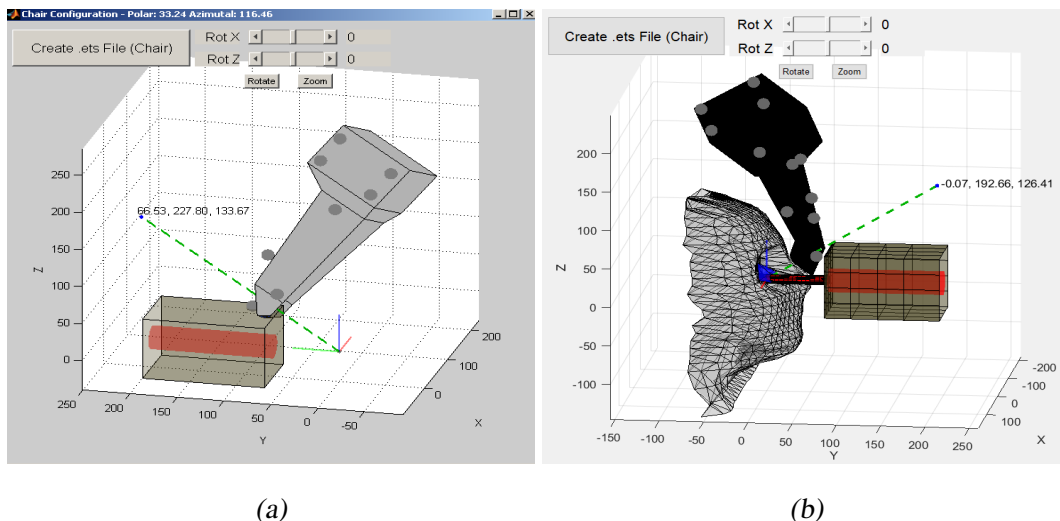 Chair Configuration - Polar: 33.24 Azimutal: 116.46
Create .ets File (Chair)
Rot X 0
Rot Z 0
Rotate Zoom
66.53, 227.80, 133.67
Z
250
200
150
100
50
0
250 200 150 100 50 0 -50
Y
200
100
0
X
(a)
Create .ets File (Chair)
Rot X 0
Rot Z 0
Rotate Zoom
-0.07, 192.66, 126.41
Z
200
150
100
50
0
-50
-100
-150 -100 -50 0 50 100 150 200 250
Y
-200
-100
0
100
X
(b)